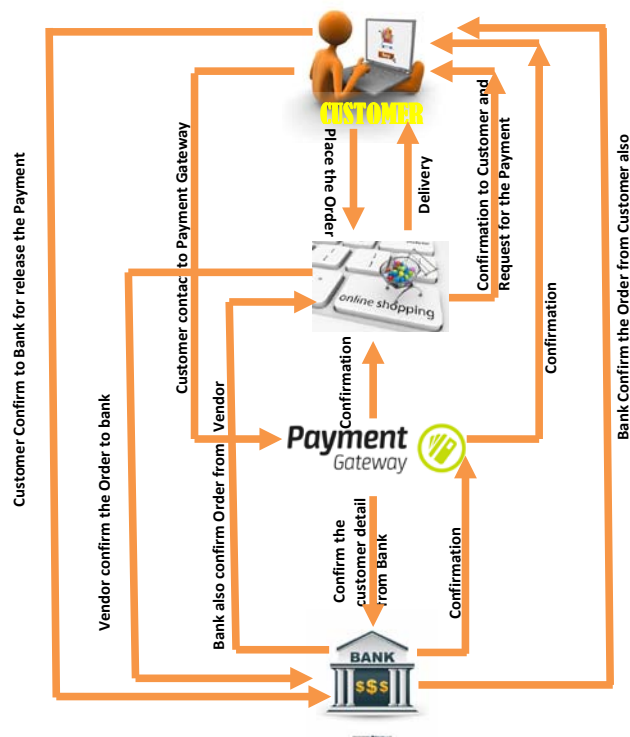 CUSTOMER
Customer Confirm to Bank for release the Payment
Customer contact to Payment Gateway
Place the Order
Delivery
Confirmation to Customer and
Request for the Payment
Confirmation
Bank Confirm the Order from Customer also
online shopping
Vendor confirm the Order to bank
Bank also confirm Order from Vendor
Confirmation
Payment
Gateway
Confirm the
customer detail
from Bank
Confirmation
BANK
$$$